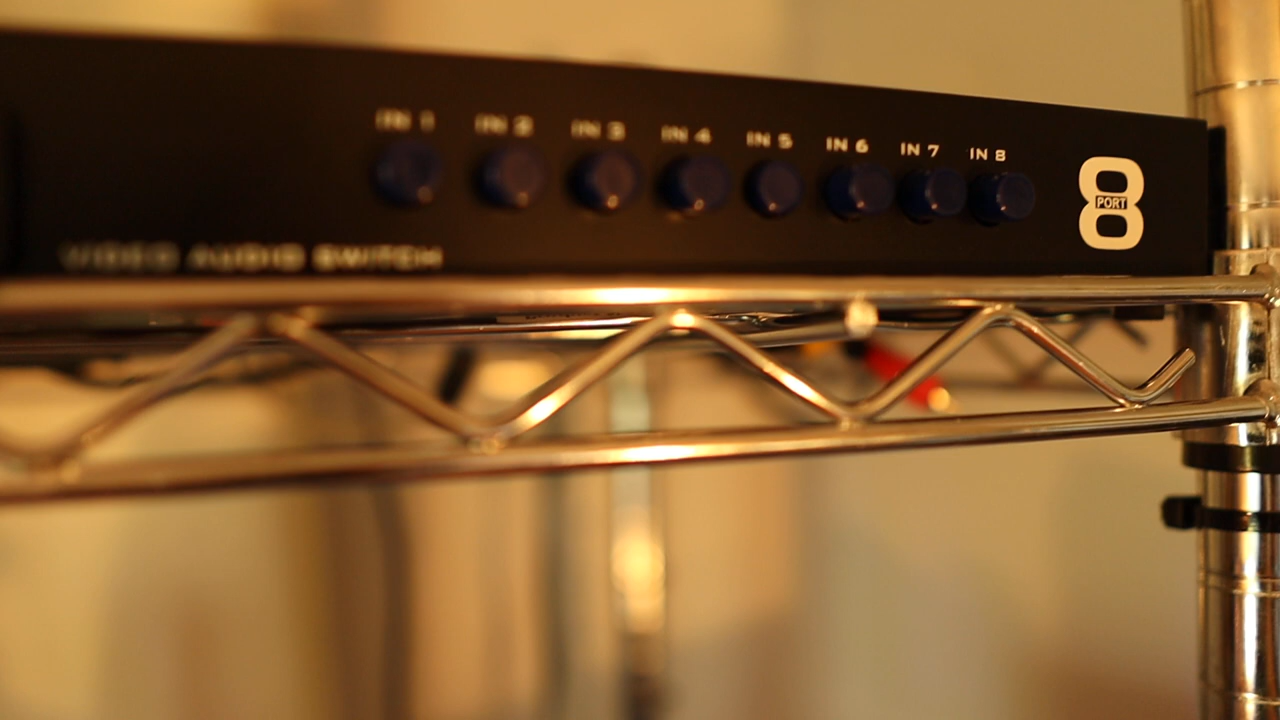 IN 1 IN 2 IN 3 IN 4 IN 5 IN 6 IN 7 IN 8
8
PORT
VIDEO AUDIO SWITCH